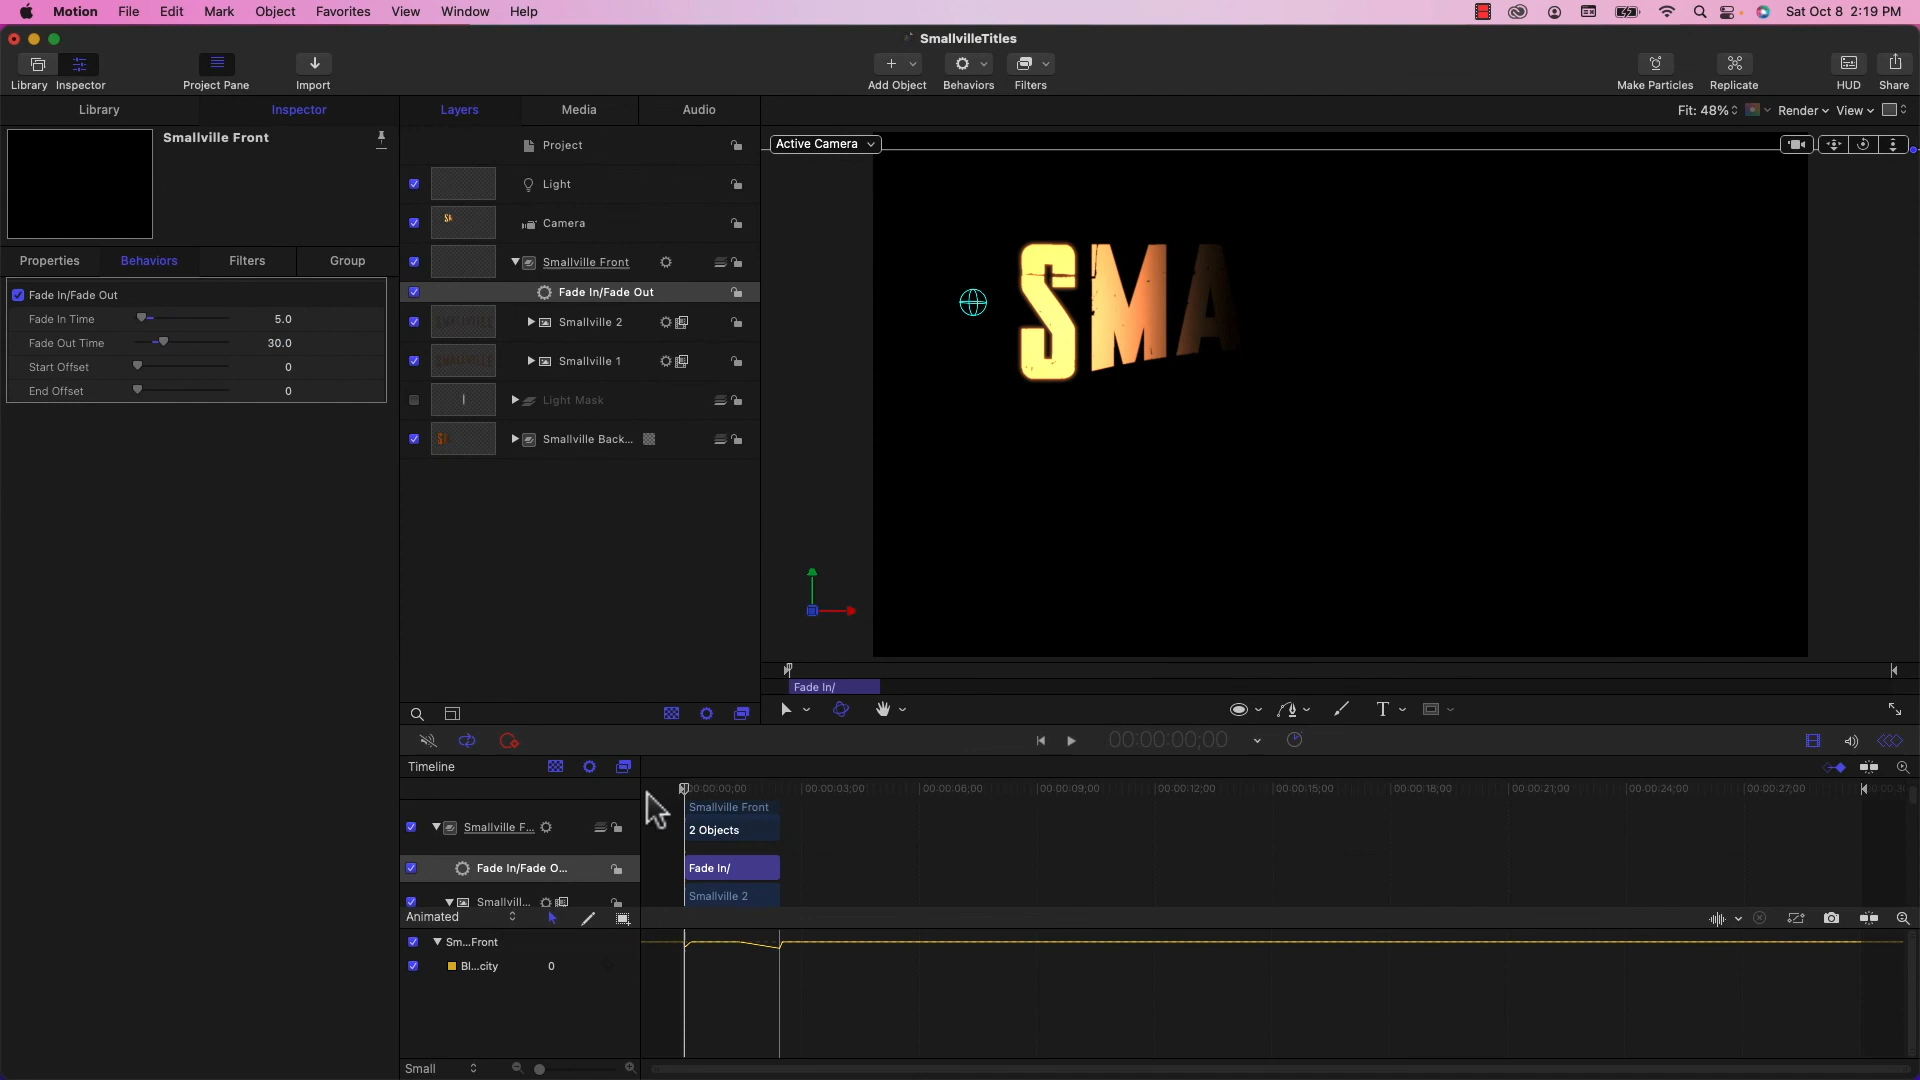 Motion File Edit Mark Object Favorites View Window Help Sat Oct 8 2:19 PM
SmallvilleTitles
Library Inspector Project Pane Import Add Object Behaviors Filters Make Particles Replicate HUD Share
Library Inspector Layers Media Audio Fit: 48% Render View
Smallville Front
Properties Behaviors Filters Group
Fade In/Fade Out
Fade In Time 5.0
Fade Out Time 30.0
Start Offset 0
End Offset 0
Project
Light
Camera
Smallville Front
Fade In/Fade Out
Smallville 2
Smallville 1
Light Mask
Smallville Back...
Active Camera
SMA
Fade In/
T
00:00:00;00
Timeline
00:00:00;00 00:00:03;00 00:00:06;00 00:00:09;00 00:00:12;00 00:00:15;00 00:00:18;00 00:00:21;00 00:00:24;00 00:00:27;00
Smallville Front
Smallville F... 2 Objects
Fade In/Fade O... Fade In/
Smallvill... Smallville 2
Animated
Sm...Front
Bl...city 0
Small